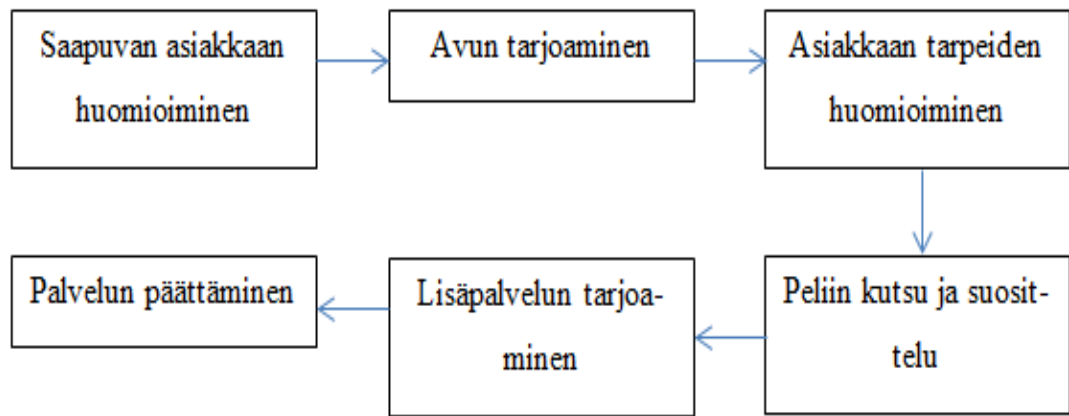 Saapuvan asiakkaan
huomioiminen
Avun tarjoaminen
Asiakkaan tarpeiden
huomioiminen
Peliin kutsu ja suosit-
telu
Lisäpalvelun tarjoa-
minen
Palvelun päättäminen